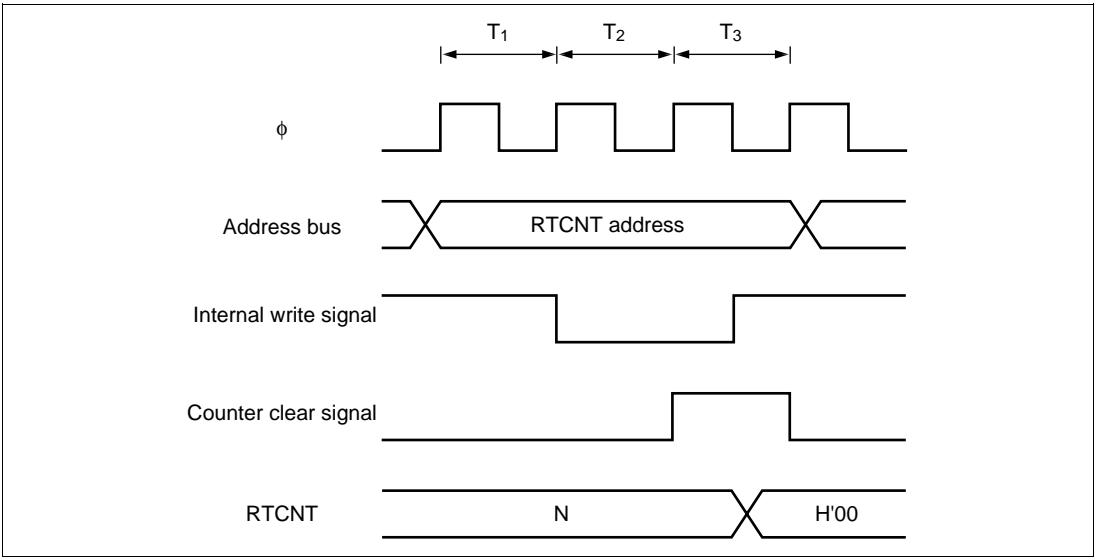 T1 T2 T3
ϕ
Address bus RTCNT address
Internal write signal
Counter clear signal
RTCNT N H'00